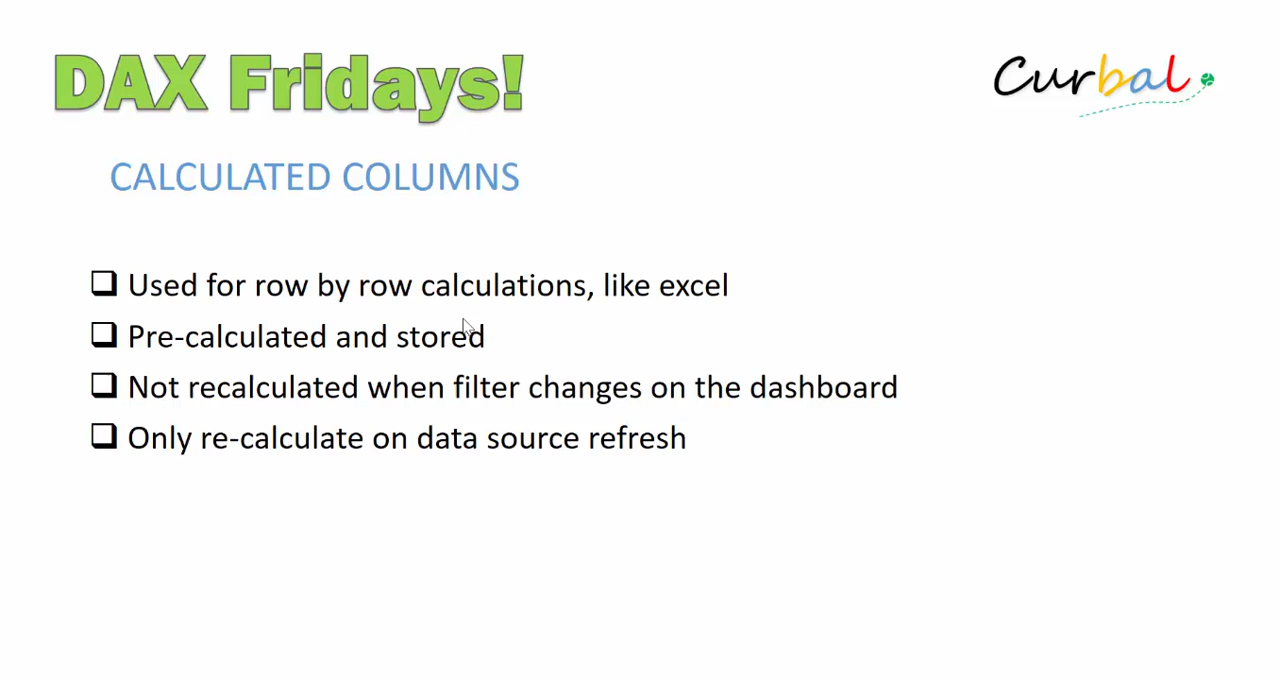 DAX Fridays!
Curbal
CALCULATED COLUMNS
Used for row by row calculations, like excel
Pre-calculated and stored
Not recalculated when filter changes on the dashboard
Only re-calculate on data source refresh